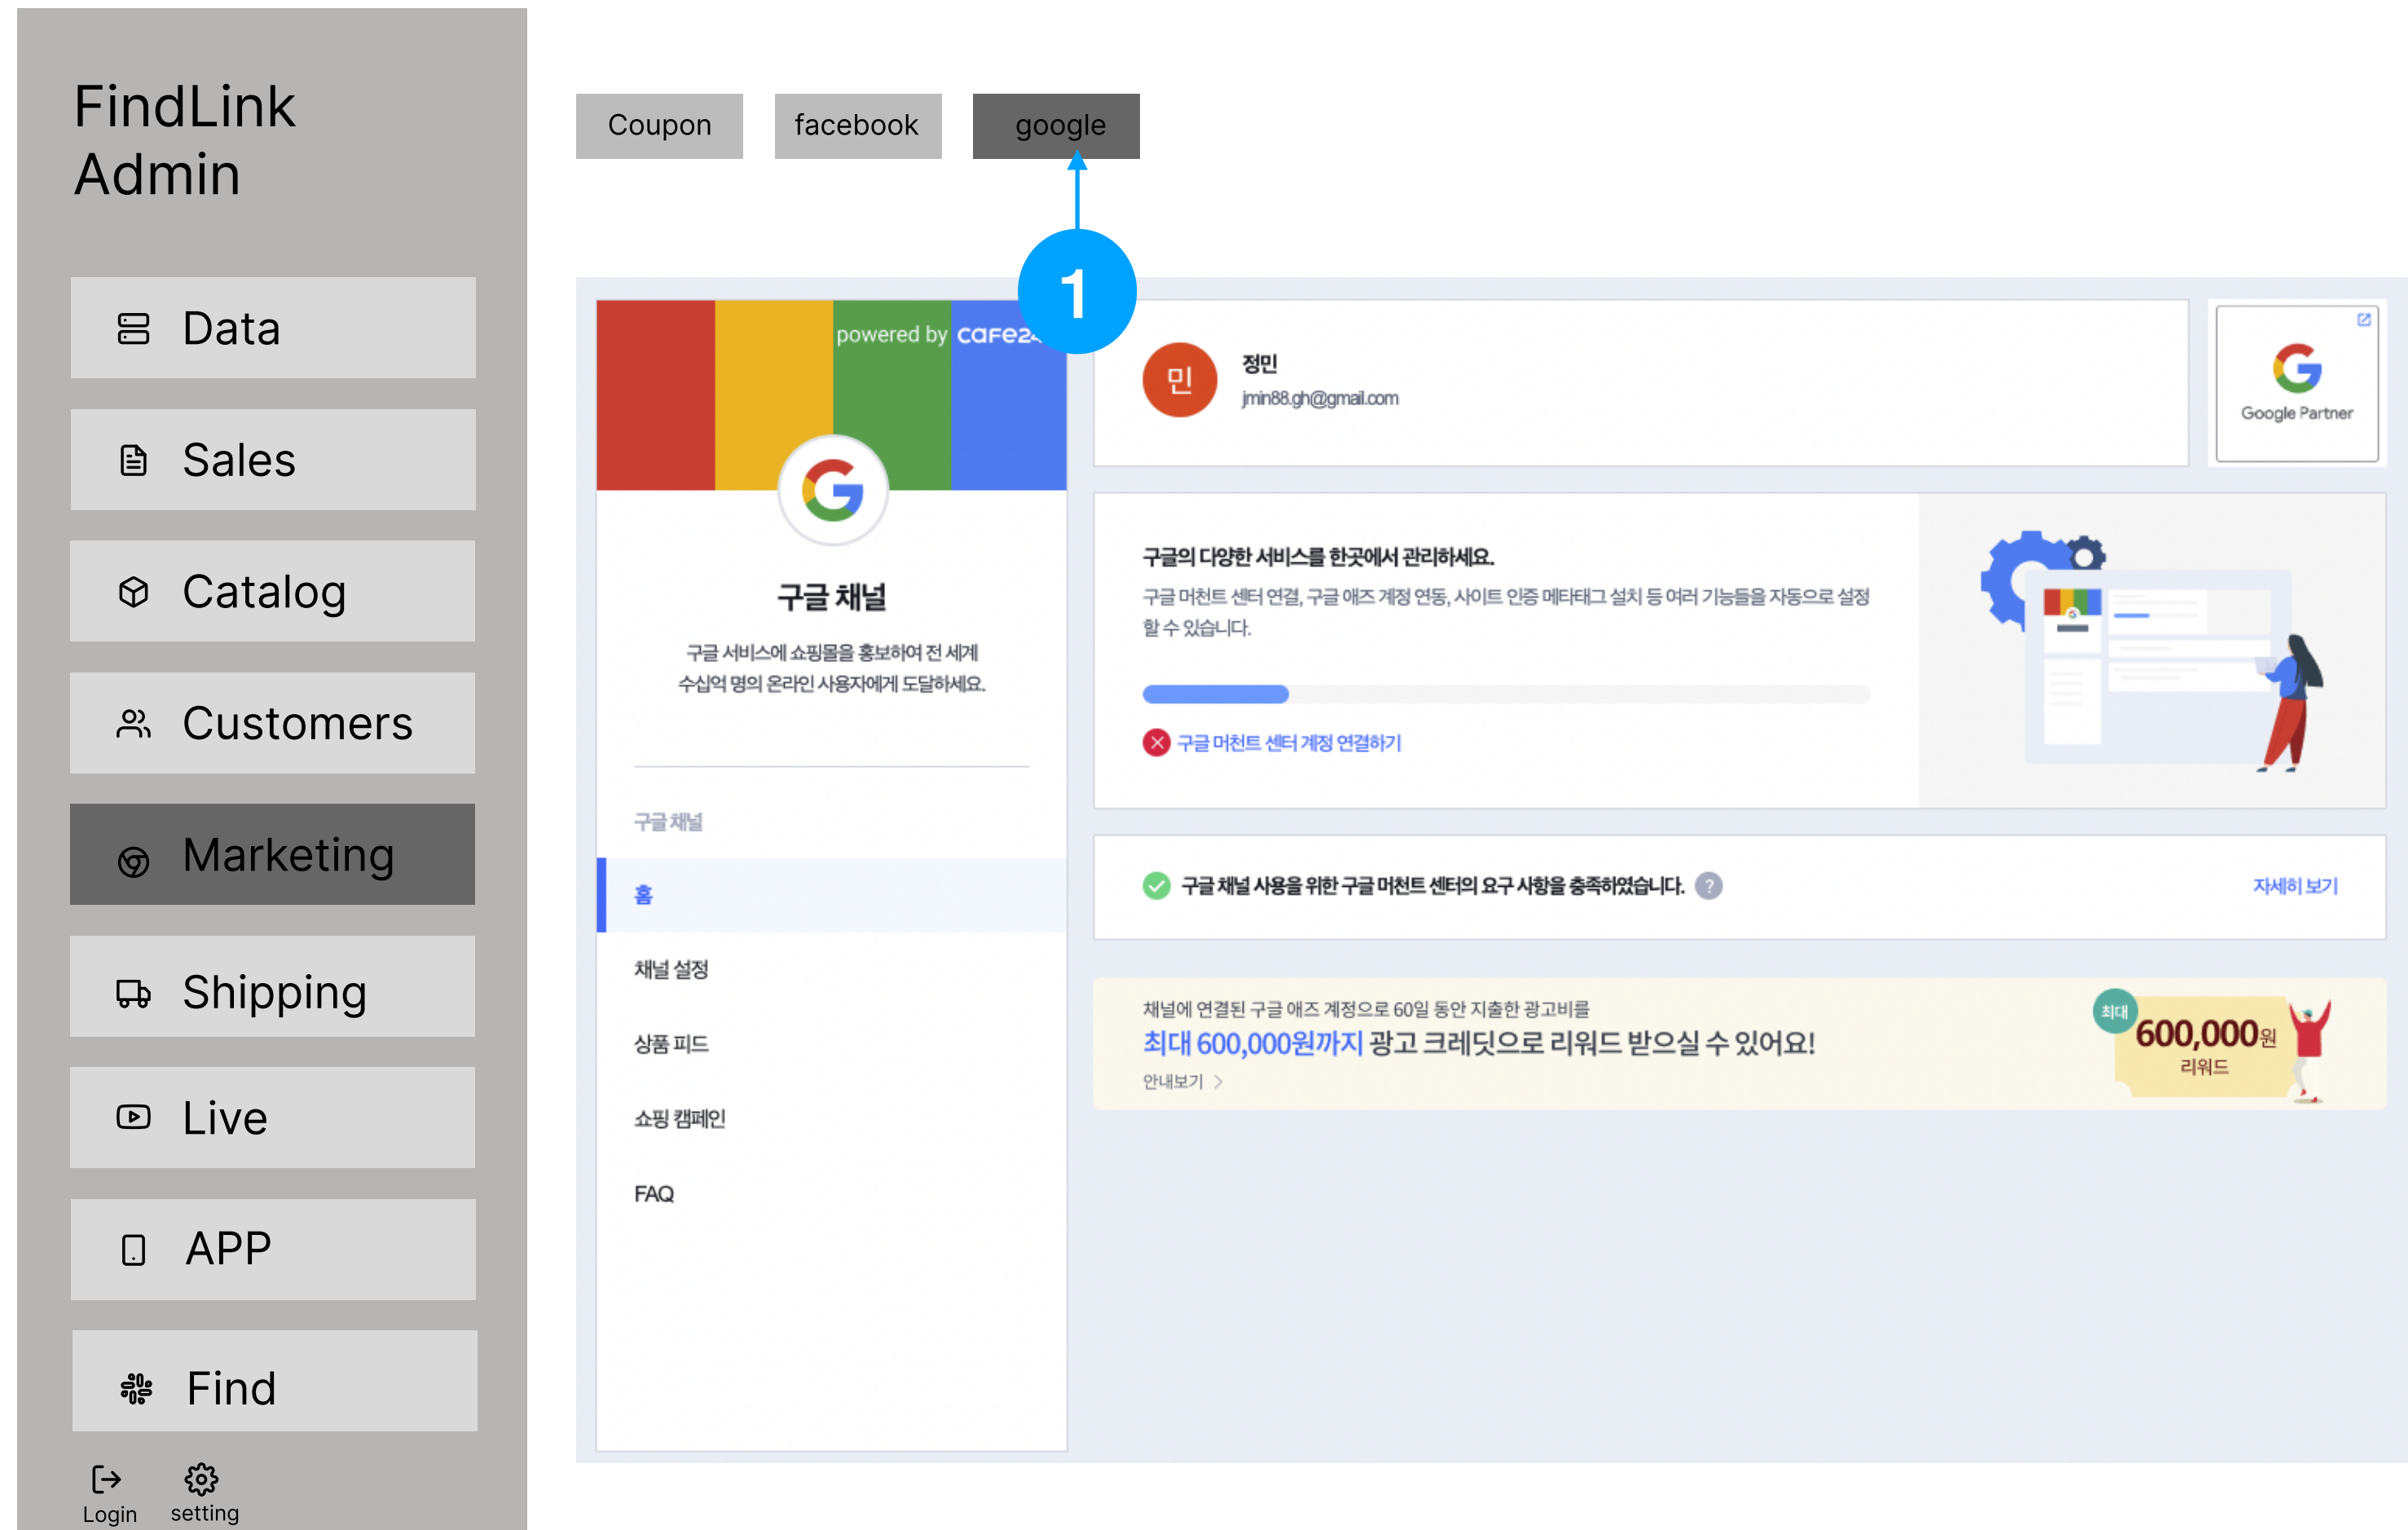 FindLink
Admin
Data
Sales
Catalog
Customers
Marketing
Shipping
Live
APP
Find
Login
setting
Coupon
facebook
google
1
powered by
구글 채널
구글 서비스에 쇼핑몰을 홍보하여 전 세계
수십억 명의 온라인 사용자에게 도달하세요.
구글 채널
홈
채널 설정
상품 피드
쇼핑 캠페인
FAQ
민
정민
jmin88.gh@gmail.com
Google Partner
구글의 다양한 서비스를 한곳에서 관리하세요.
구글 머천트 센터 연결, 구글 애즈 계정 연동, 사이트 인증 메타태그 설치 등 여러 기능들을 자동으로 설정
할 수 있습니다.
구글 머천트 센터 계정 연결하기
구글 채널 사용을 위한 구글 머천트 센터의 요구 사항을 충족하였습니다. ?
자세히 보기
채널에 연결된 구글 애즈 계정으로 60일 동안 지출한 광고비를
최대 600,000원까지 광고 크레딧으로 리워드 받으실 수 있어요!
안내보기 >
최대
600,000원
리워드